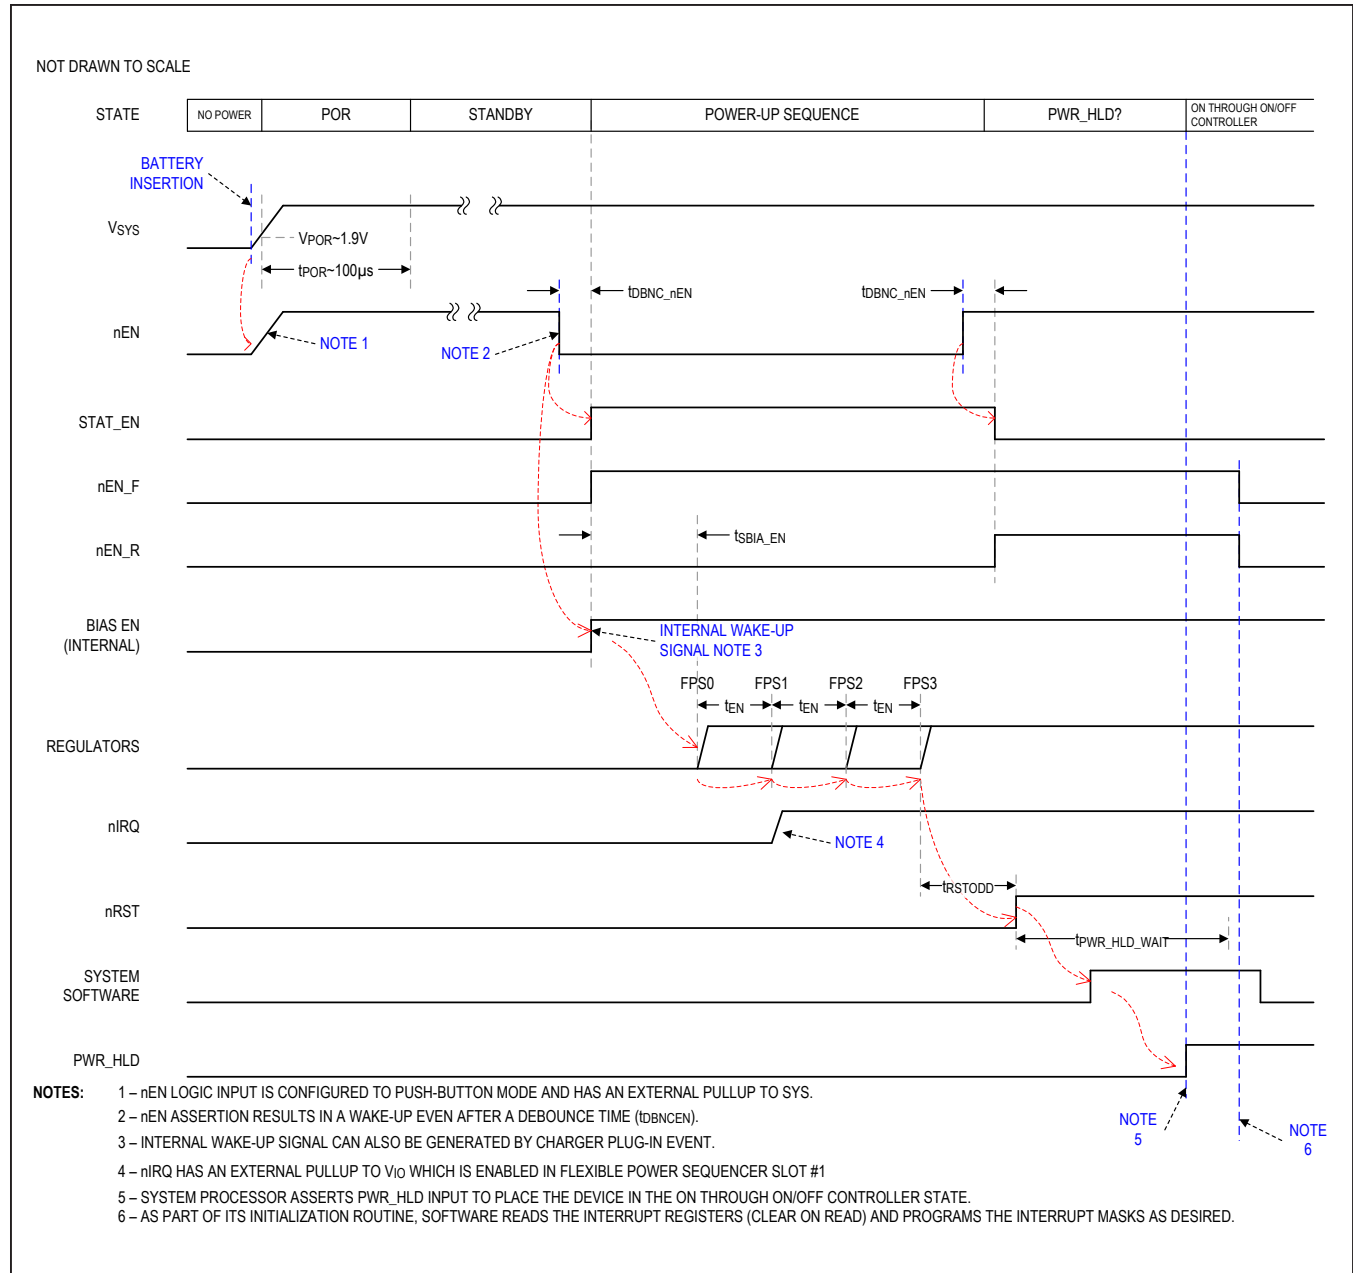 NOT DRAWN TO SCALE
STATE
NO POWER
POR
STANDBY
POWER-UP SEQUENCE
PWR_HLD?
ON THROUGH ON/OFF
CONTROLLER
BATTERY
INSERTION
VSYS
VPOR~1.9V
tPOR~100µs
tDBNC_nEN
tDBNC_nEN
nEN
NOTE 1
NOTE 2
STAT_EN
nEN_F
nEN_R
tSBIA_EN
BIAS EN
(INTERNAL)
INTERNAL WAKE-UP
SIGNAL NOTE 3
FPS0
FPS1
FPS2
FPS3
tEN
tEN
tEN
REGULATORS
nIRQ
NOTE 4
tRSTODD
nRST
tPWR_HLD_WAIT
SYSTEM
SOFTWARE
PWR_HLD
NOTES:
1 – nEN LOGIC INPUT IS CONFIGURED TO PUSH-BUTTON MODE AND HAS AN EXTERNAL PULLUP TO SYS.
2 – nEN ASSERTION RESULTS IN A WAKE-UP EVEN AFTER A DEBOUNCE TIME (tDBNCEN).
3 – INTERNAL WAKE-UP SIGNAL CAN ALSO BE GENERATED BY CHARGER PLUG-IN EVENT.
4 – nIRQ HAS AN EXTERNAL PULLUP TO VIO WHICH IS ENABLED IN FLEXIBLE POWER SEQUENCER SLOT #1
5 – SYSTEM PROCESSOR ASSERTS PWR_HLD INPUT TO PLACE THE DEVICE IN THE ON THROUGH ON/OFF CONTROLLER STATE.
6 – AS PART OF ITS INITIALIZATION ROUTINE, SOFTWARE READS THE INTERRUPT REGISTERS (CLEAR ON READ) AND PROGRAMS THE INTERRUPT MASKS AS DESIRED.
NOTE
5
NOTE
6